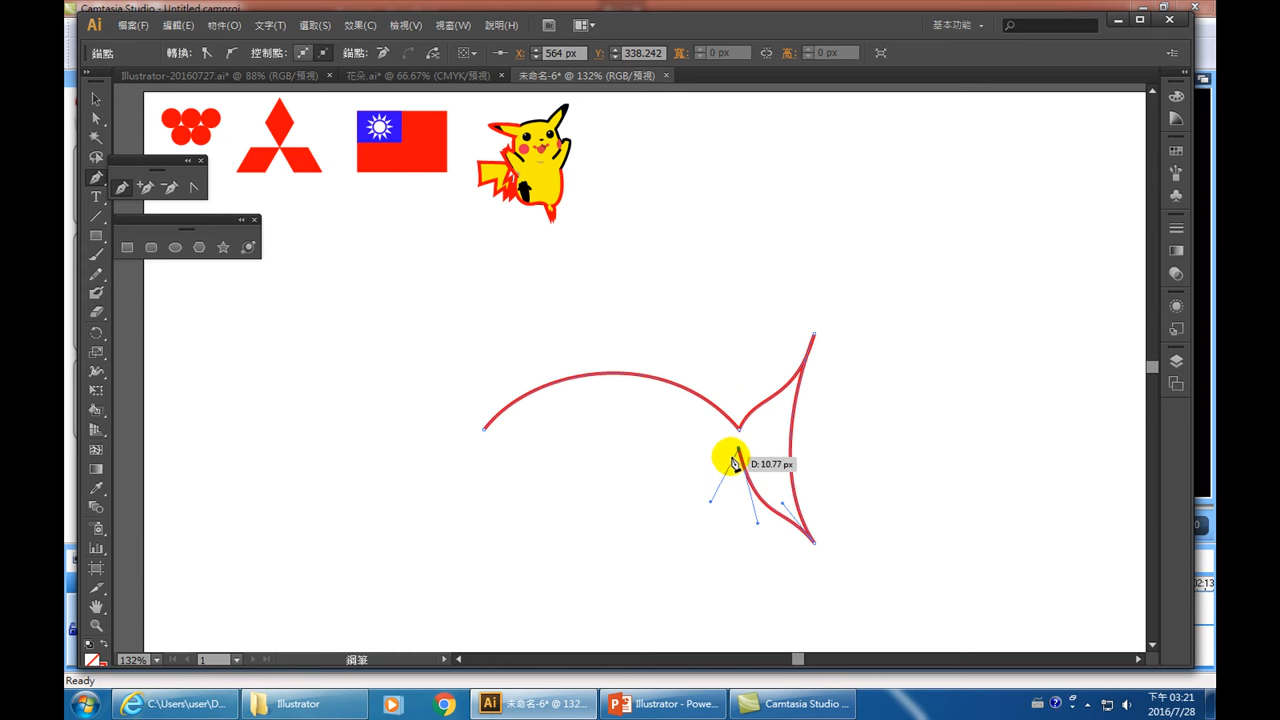 Camtasia Studio - Untitled.camproj
Ai 檔案(F) 編輯(E) 物件(O) 文字(T) 選取(S) 效果(C) 檢視(V) 視窗(W) 說明(H) Br 基本功能
錨點 轉換: 控制點: 錨點: X: 564 px Y: 338.242 寬: 0 px 高: 0 px
Illustrator-20160727.ai* @ 88% (RGB/預視) × 花朵.ai* @ 66.67% (CMYK/預視) × 未命名-6* @ 132% (RGB/預視) ×
T
D: 10.77 px
02:13
132% 1 鋼筆
Ready
C:\Users\user\D... Illustrator Ai 未命名-6* @ 132... Illustrator - Powe... Camtasia Studio ... 下午 03:21
2016/7/28